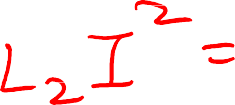 L₂I² =